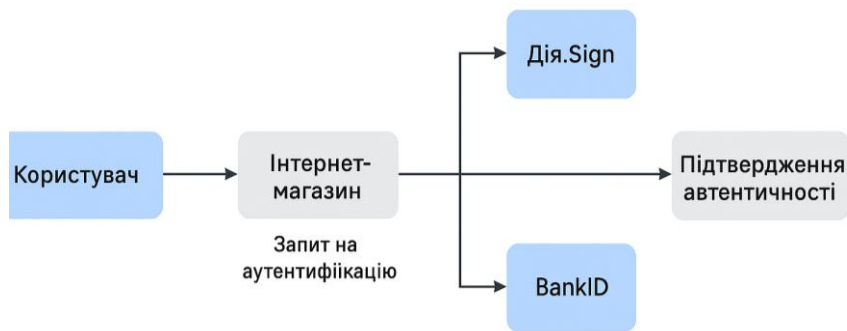 Користувач
Інтернет-
магазин
Запит на
аутентифіікацію
Дія.Sign
BankID
Підтвердження
автентичності